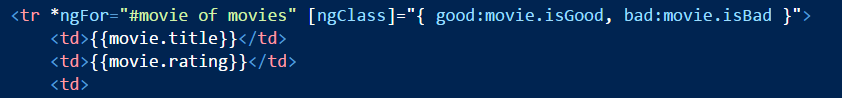 <tr *ngFor="#movie of movies" [ngClass]="{ good:movie.isGood, bad:movie.isBad }">
<td>{{movie.title}}</td>
<td>{{movie.rating}}</td>
<td>